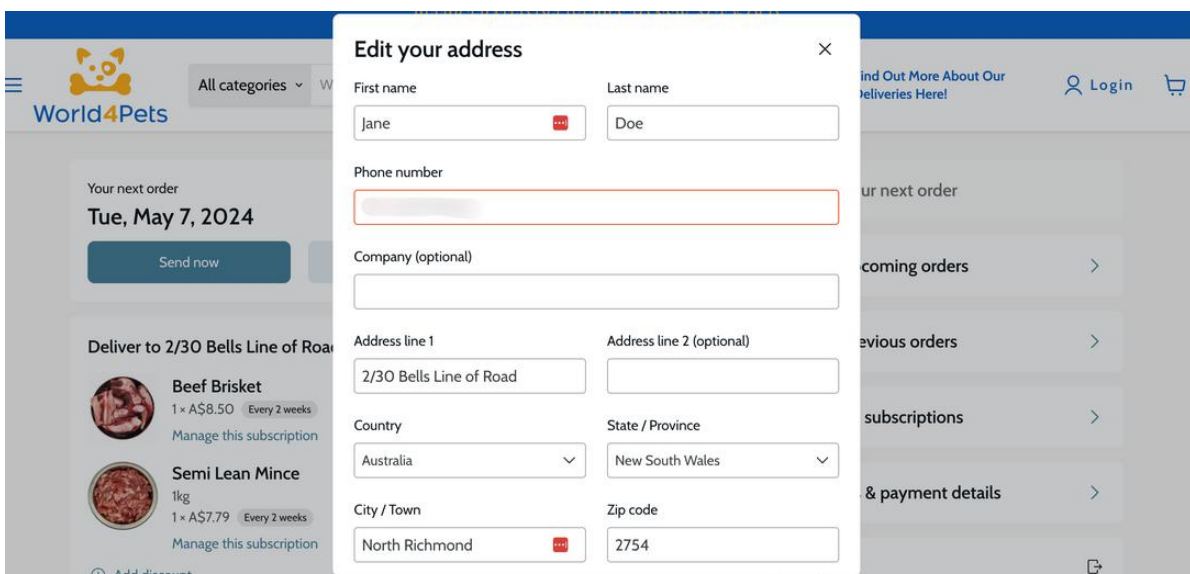 Edit your address
First name
Last name
Jane
Doe
Phone number
Company (optional)
Address line 1
Address line 2 (optional)
2/30 Bells Line of Road
Country
State / Province
Australia
New South Wales
City / Town
Zip code
North Richmond
2754
World4Pets
All categories
W
ind Out More About Our
eliveries Here!
Login
Your next order
Tue, May 7, 2024
Send now
Deliver to 2/30 Bells Line of Roa
Beef Brisket
1 × A$8.50 Every 2 weeks
Manage this subscription
Semi Lean Mince
1kg
1 × A$7.79 Every 2 weeks
Manage this subscription
Add discount
ur next order
coming orders
evious orders
subscriptions
& payment details